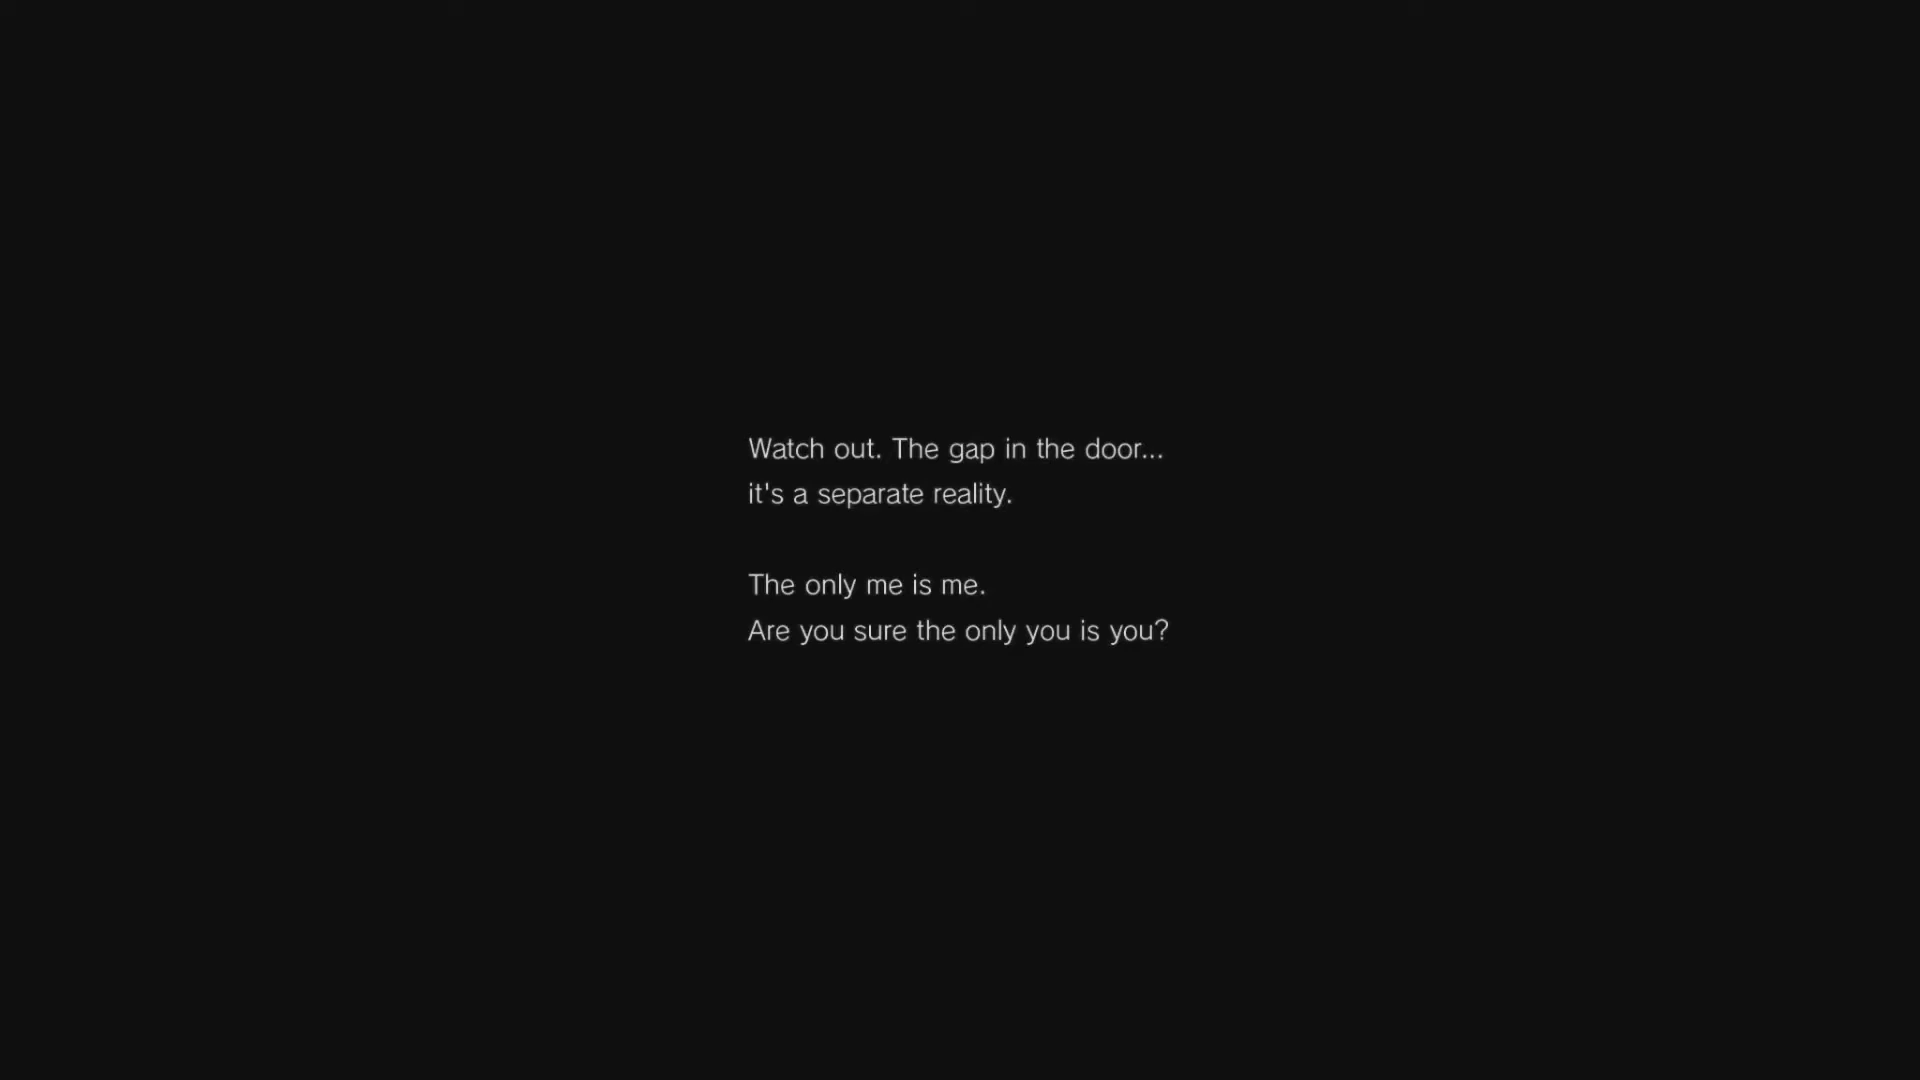 Watch out. The gap in the door...
it's a separate reality.
The only me is me.
Are you sure the only you is you?